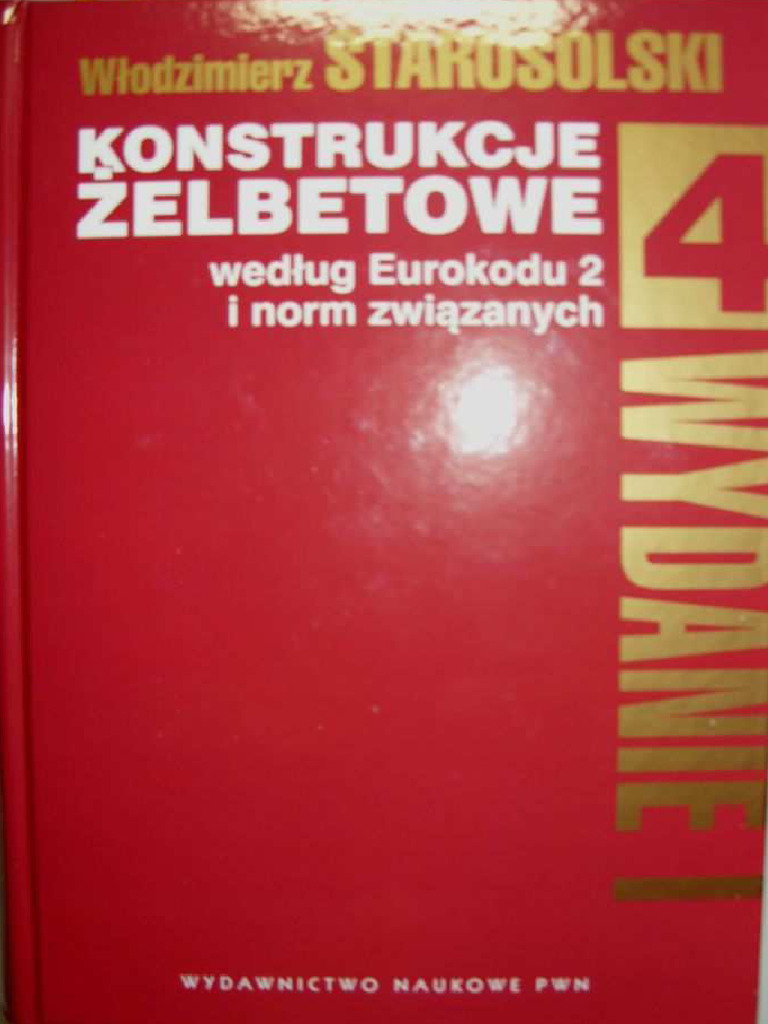 Włodzimierz STAROSOLSKI
KONSTRUKCJE
ŻELBETOWE
według Eurokodu 2
i norm związanych
4
WYDANIE I
WYDAWNICTWO NAUKOWE PWN